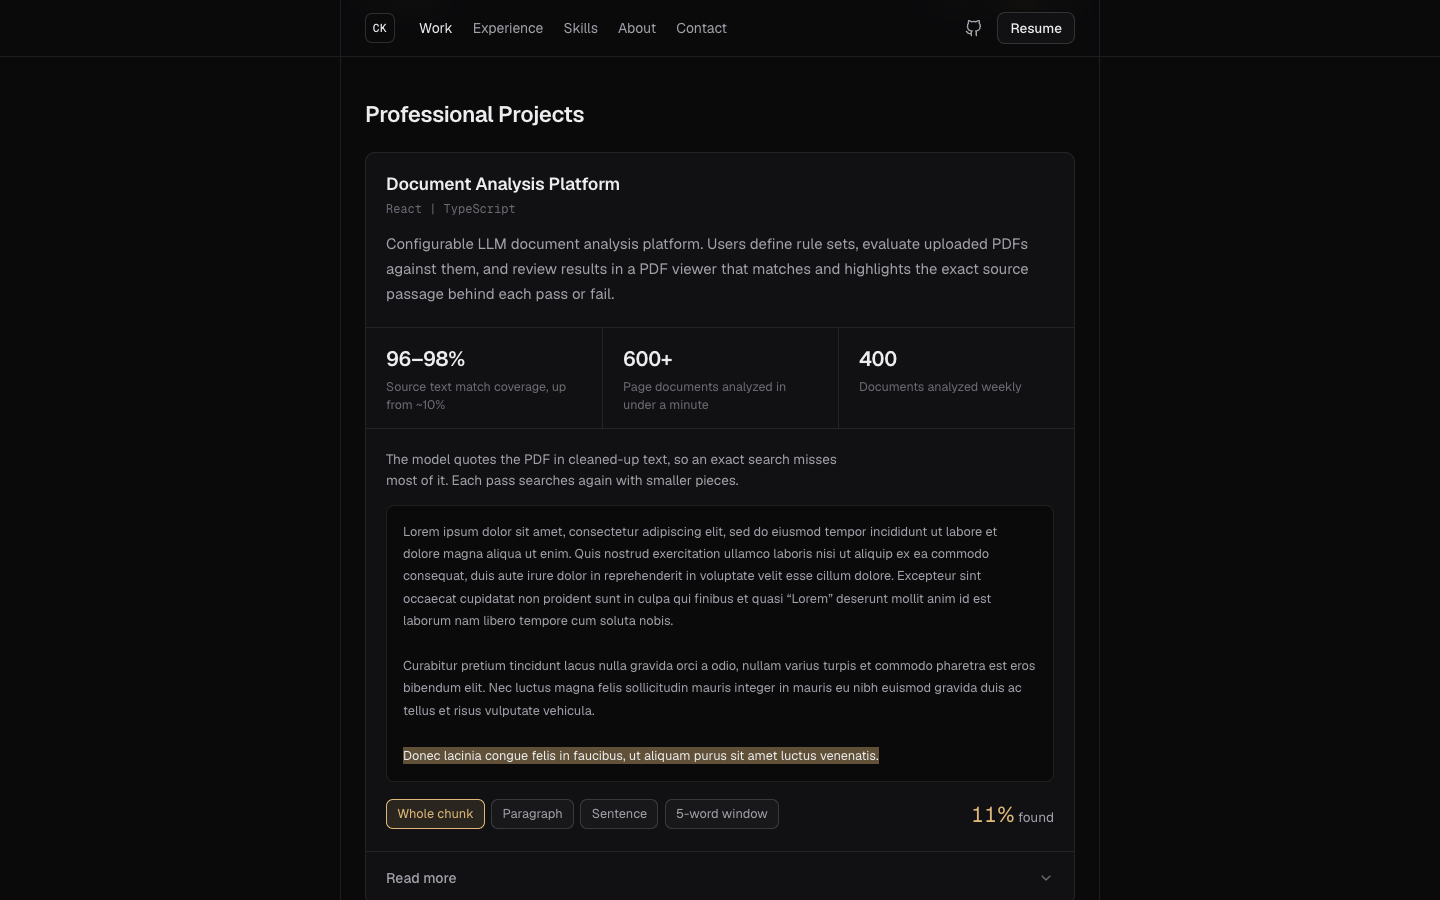 CK
Work
Experience
Skills
About
Contact
Resume
Professional Projects
Document Analysis Platform
React | TypeScript
Configurable LLM document analysis platform. Users define rule sets, evaluate uploaded PDFs
against them, and review results in a PDF viewer that matches and highlights the exact source
passage behind each pass or fail.
96–98%
Source text match coverage, up
from ~10%
600+
Page documents analyzed in
under a minute
400
Documents analyzed weekly
The model quotes the PDF in cleaned-up text, so an exact search misses
most of it. Each pass searches again with smaller pieces.
Lorem ipsum dolor sit amet, consectetur adipiscing elit, sed do eiusmod tempor incididunt ut labore et
dolore magna aliqua ut enim. Quis nostrud exercitation ullamco laboris nisi ut aliquip ex ea commodo
consequat, duis aute irure dolor in reprehenderit in voluptate velit esse cillum dolore. Excepteur sint
occaecat cupidatat non proident sunt in culpa qui finibus et quasi “Lorem” deserunt mollit anim id est
laborum nam libero tempore cum soluta nobis.
Curabitur pretium tincidunt lacus nulla gravida orci a odio, nullam varius turpis et commodo pharetra est eros
bibendum elit. Nec luctus magna felis sollicitudin mauris integer in mauris eu nibh euismod gravida duis ac
tellus et risus vulputate vehicula.
Donec lacinia congue felis in faucibus, ut aliquam purus sit amet luctus venenatis.
Whole chunk
Paragraph
Sentence
5-word window
11% found
Read more